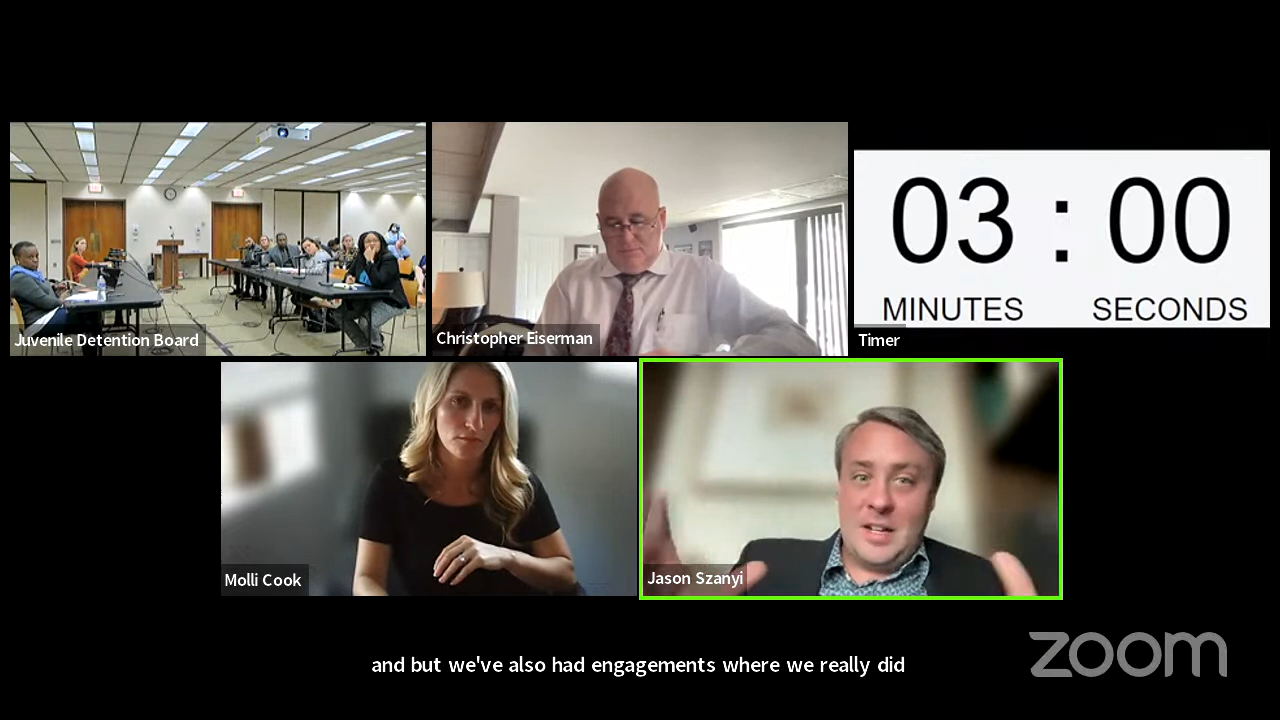 Juvenile Detention Board
Christopher Eiserman
03 : 00
MINUTES SECONDS
Timer
Molli Cook
Jason Szanyi
and but we've also had engagements where we really did
zoom